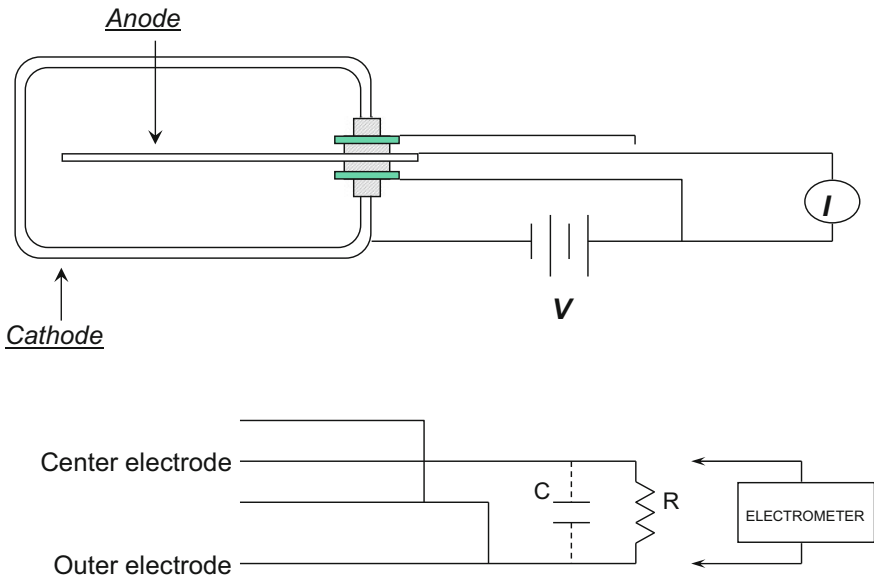 Anode
I
V
Cathode
Center electrode
C
R
ELECTROMETER
Outer electrode